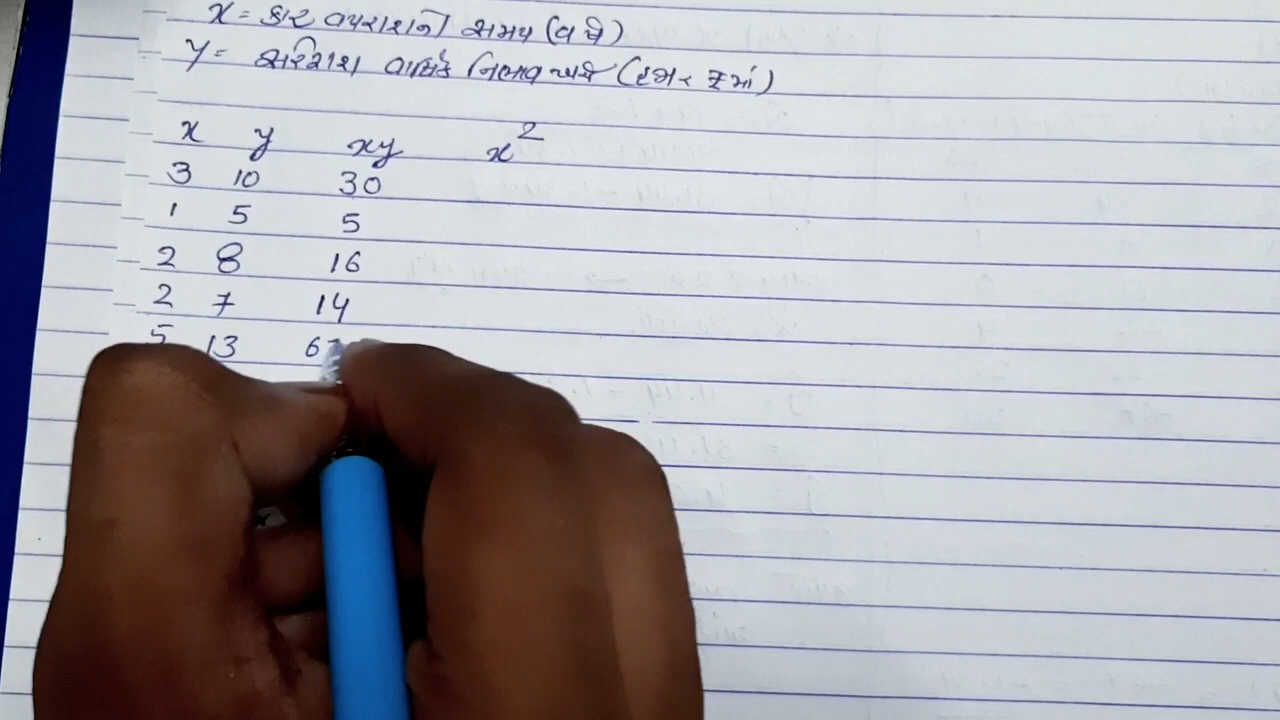 x = કાર વપરાશનો સમય (વર્ષ)
y = સરેરાશ વાર્ષિક નિભાવ ખર્ચ (હજાર ₹માં)
x y xy x²
3 10 30
1 5 5
2 8 16
2 7 14
5 13